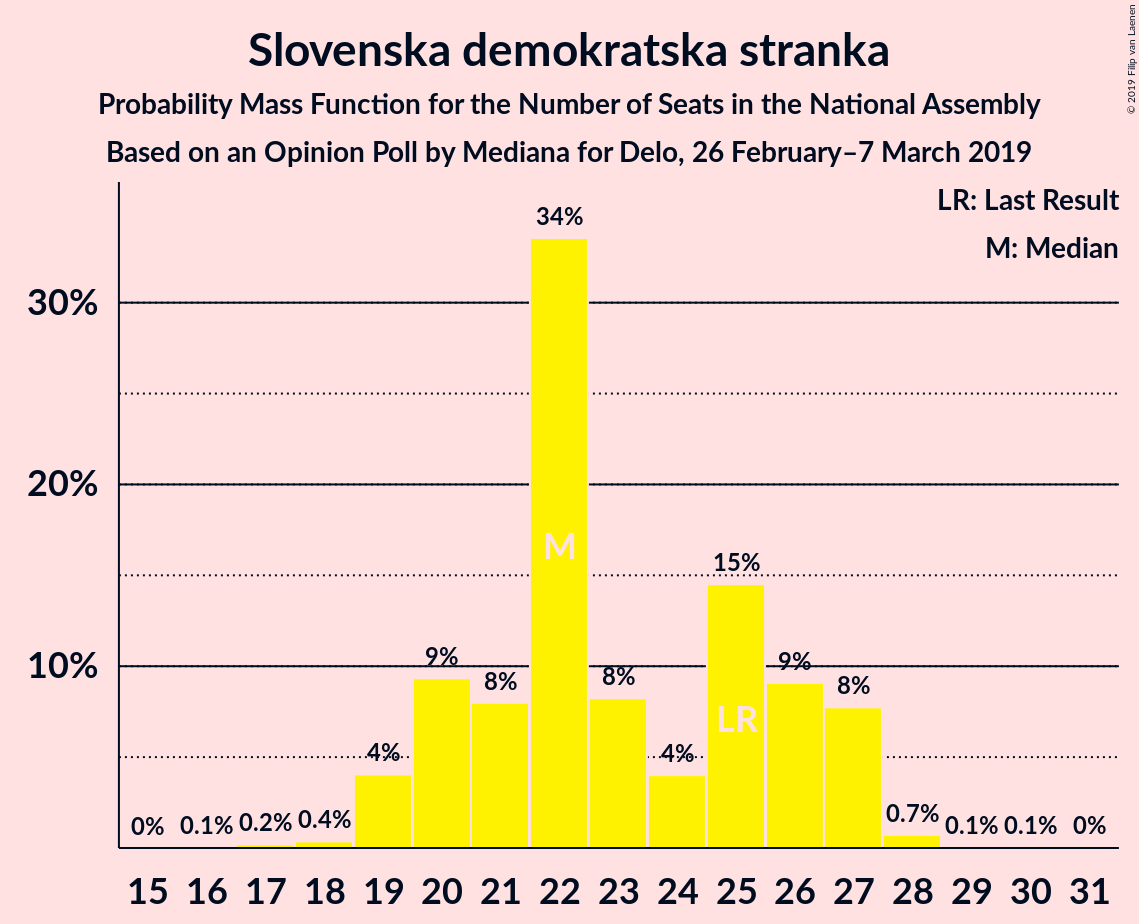 Slovenska demokratska stranka
Probability Mass Function for the Number of Seats in the National Assembly
Based on an Opinion Poll by Mediana for Delo, 26 February–7 March 2019
© 2019 Filip van Laenen
LR: Last Result
M: Median
30%
20%
10%
0%
0.1%
0.2%
0.4%
4%
9%
8%
34%
8%
4%
15%
9%
8%
0.7%
0.1%
0.1%
0%
M
LR
15 16 17 18 19 20 21 22 23 24 25 26 27 28 29 30 31